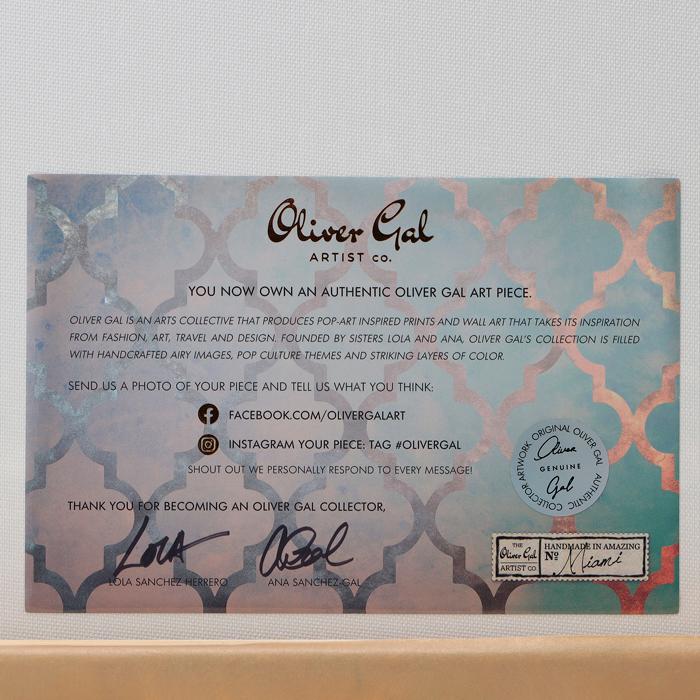 Oliver Gal
ARTIST CO.
YOU NOW OWN AN AUTHENTIC OLIVER GAL ART PIECE.
OLIVER GAL IS AN ARTS COLLECTIVE THAT PRODUCES POP-ART INSPIRED PRINTS AND WALL ART THAT TAKES ITS INSPIRATION
FROM FASHION, ART, TRAVEL AND DESIGN. FOUNDED BY SISTERS LOLA AND ANA, OLIVER GAL'S COLLECTION IS FILLED
WITH HANDCRAFTED AIRY IMAGES, POP CULTURE THEMES AND STRIKING LAYERS OF COLOR.
SEND US A PHOTO OF YOUR PIECE AND TELL US WHAT YOU THINK:
FACEBOOK.COM/OLIVERGALART
INSTAGRAM YOUR PIECE: TAG #OLIVERGAL
SHOUT OUT WE PERSONALLY RESPOND TO EVERY MESSAGE!
ORIGINAL OLIVER GAL
AUTHENTIC COLLECTOR ARTWORK
Oliver
GENUINE
Gal
THANK YOU FOR BECOMING AN OLIVER GAL COLLECTOR,
LOLA
LOLA SANCHEZ HERRERO
ANA SANCHEZ-GAL
THE
Oliver Gal
ARTIST CO
HANDMADE IN AMAZING
No Miami